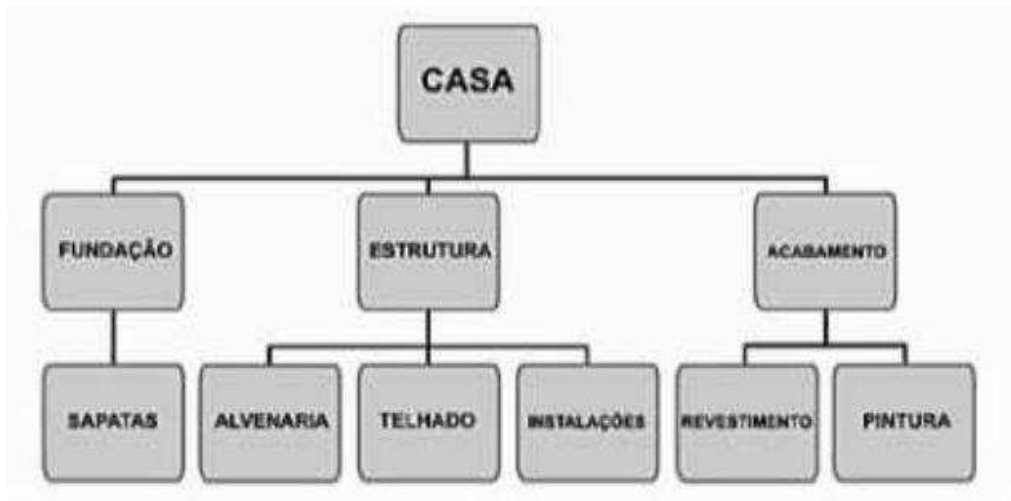 CASA
FUNDAÇÃO
ESTRUTURA
ACABAMENTO
SAPATAS
ALVENARIA
TELHADO
INSTALAÇÕES
REVESTIMENTO
PINTURA